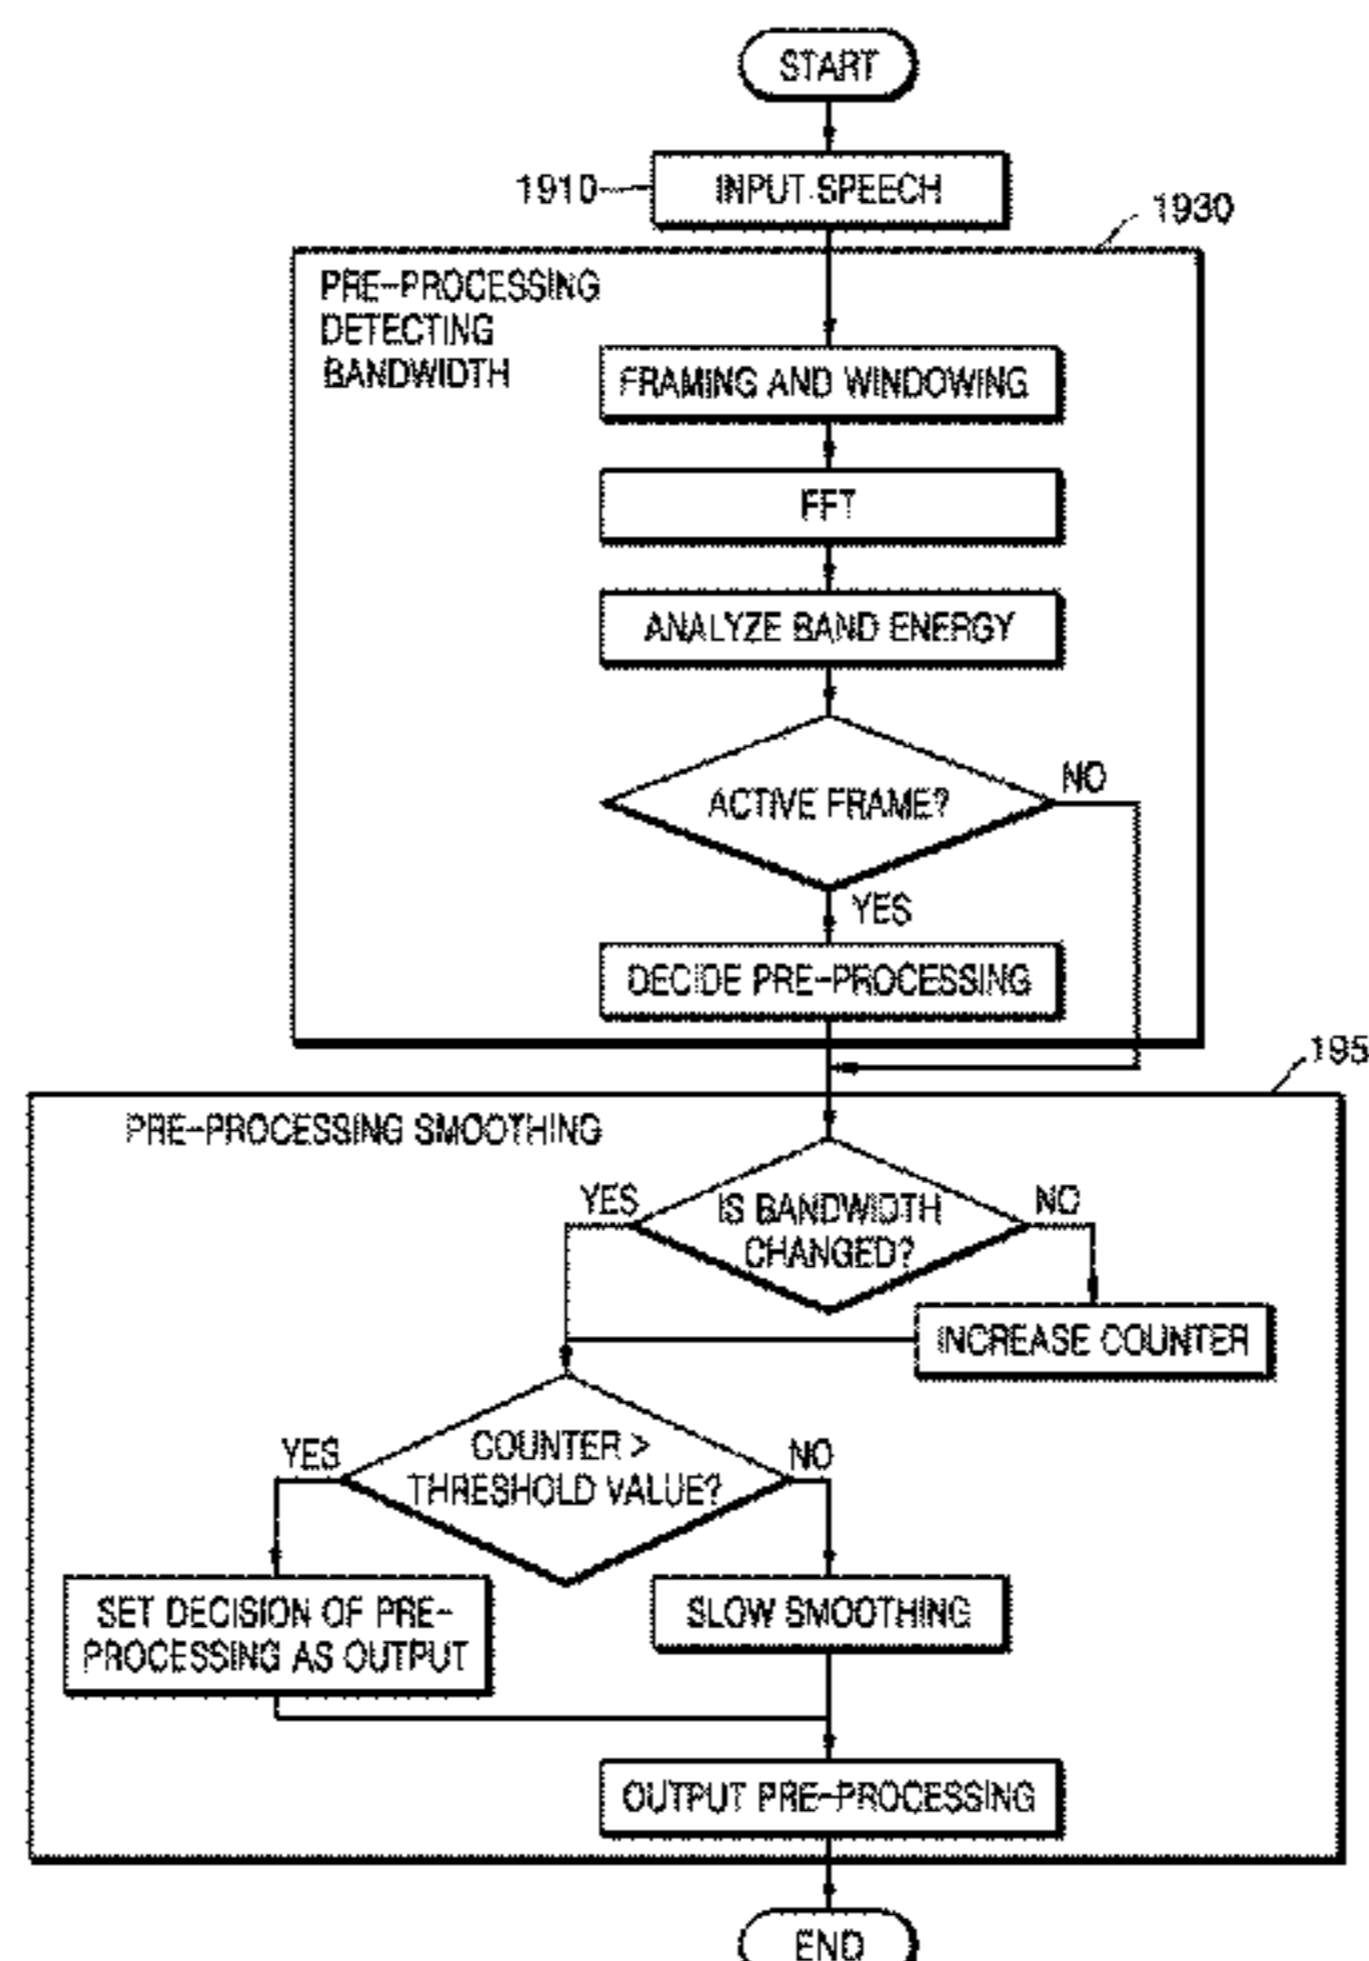 START
1910
INPUT SPEECH
1930
PRE-PROCESSING
DETECTING
BANDWIDTH
FRAMING AND WINDOWING
FFT
ANALYZE BAND ENERGY
ACTIVE FRAME?
NO
YES
DECIDE PRE-PROCESSING
195
PRE-PROCESSING SMOOTHING
YES
IS BANDWIDTH
CHANGED?
NO
INCREASE COUNTER
YES
COUNTER >
THRESHOLD VALUE?
NO
SET DECISION OF PRE-
PROCESSING AS OUTPUT
SLOW SMOOTHING
OUTPUT PRE-PROCESSING
END